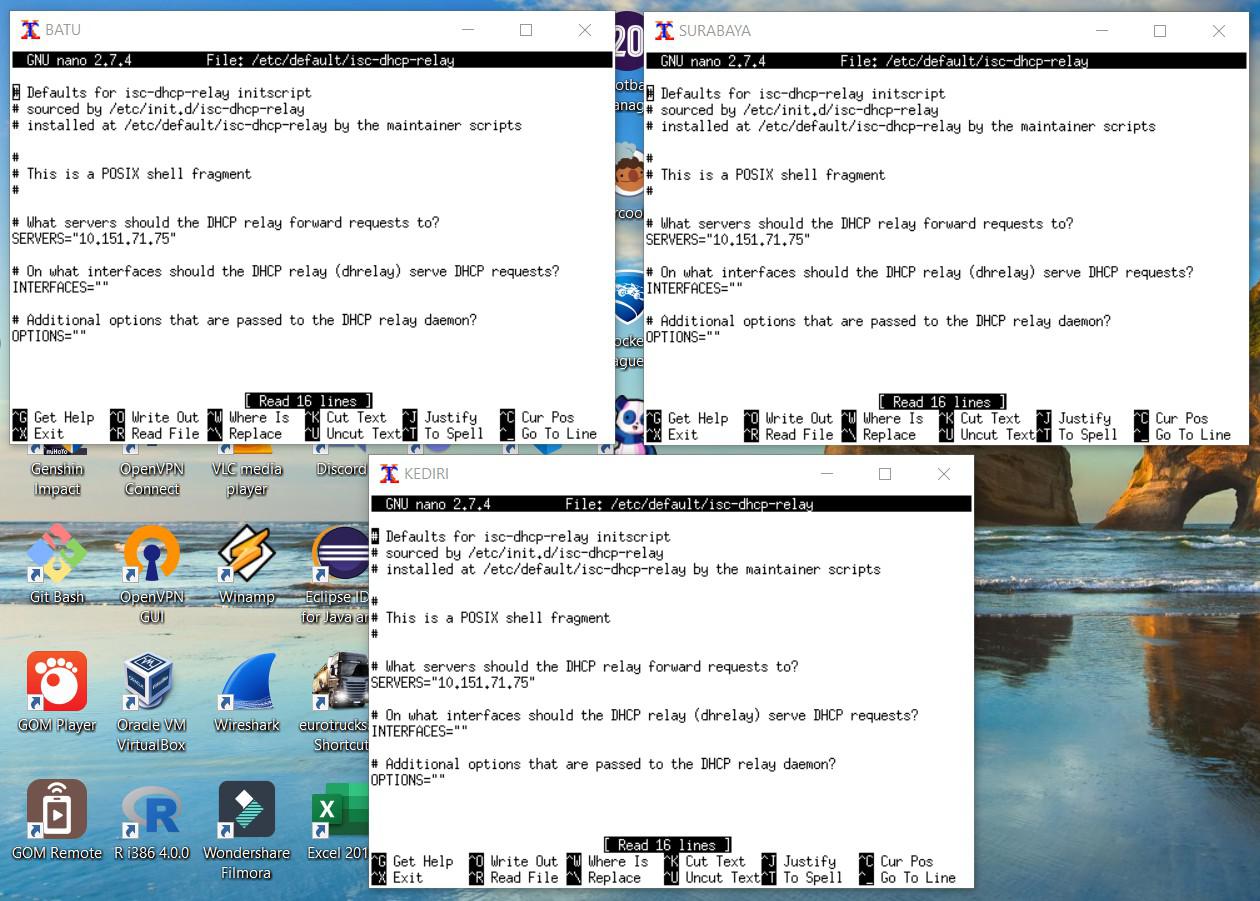 BATU
GNU nano 2.7.4 File: /etc/default/isc-dhcp-relay
# Defaults for isc-dhcp-relay initscript
# sourced by /etc/init.d/isc-dhcp-relay
# installed at /etc/default/isc-dhcp-relay by the maintainer scripts
#
# This is a POSIX shell fragment
#
# What servers should the DHCP relay forward requests to?
SERVERS="10.151.71.75"
# On what interfaces should the DHCP relay (dhrelay) serve DHCP requests?
INTERFACES=""
# Additional options that are passed to the DHCP relay daemon?
OPTIONS=""
[ Read 16 lines ]
^G Get Help ^O Write Out ^W Where Is ^K Cut Text ^J Justify ^C Cur Pos
^X Exit ^R Read File ^\ Replace ^U Uncut Text ^T To Spell ^_ Go To Line
SURABAYA
GNU nano 2.7.4 File: /etc/default/isc-dhcp-relay
# Defaults for isc-dhcp-relay initscript
# sourced by /etc/init.d/isc-dhcp-relay
# installed at /etc/default/isc-dhcp-relay by the maintainer scripts
#
# This is a POSIX shell fragment
#
# What servers should the DHCP relay forward requests to?
SERVERS="10.151.71.75"
# On what interfaces should the DHCP relay (dhrelay) serve DHCP requests?
INTERFACES=""
# Additional options that are passed to the DHCP relay daemon?
OPTIONS=""
[ Read 16 lines ]
^G Get Help ^O Write Out ^W Where Is ^K Cut Text ^J Justify ^C Cur Pos
^X Exit ^R Read File ^\ Replace ^U Uncut Text ^T To Spell ^_ Go To Line
KEDIRI
GNU nano 2.7.4 File: /etc/default/isc-dhcp-relay
# Defaults for isc-dhcp-relay initscript
# sourced by /etc/init.d/isc-dhcp-relay
# installed at /etc/default/isc-dhcp-relay by the maintainer scripts
#
# This is a POSIX shell fragment
#
# What servers should the DHCP relay forward requests to?
SERVERS="10.151.71.75"
# On what interfaces should the DHCP relay (dhrelay) serve DHCP requests?
INTERFACES=""
# Additional options that are passed to the DHCP relay daemon?
OPTIONS=""
[ Read 16 lines ]
^G Get Help ^O Write Out ^W Where Is ^K Cut Text ^J Justify ^C Cur Pos
^X Exit ^R Read File ^\ Replace ^U Uncut Text ^T To Spell ^_ Go To Line
20
miHoYo
Genshin
Impact
OpenVPN
Connect
VLC media
player
Discord
Git Bash
OpenVPN
GUI
Winamp
Eclipse
for Java
GOM Player
Oracle VM
VirtualBox
Wireshark
eurotrucks
Shortcut
GOM Remote
R i386 4.0.0
Wondershare
Filmora
Excel 201